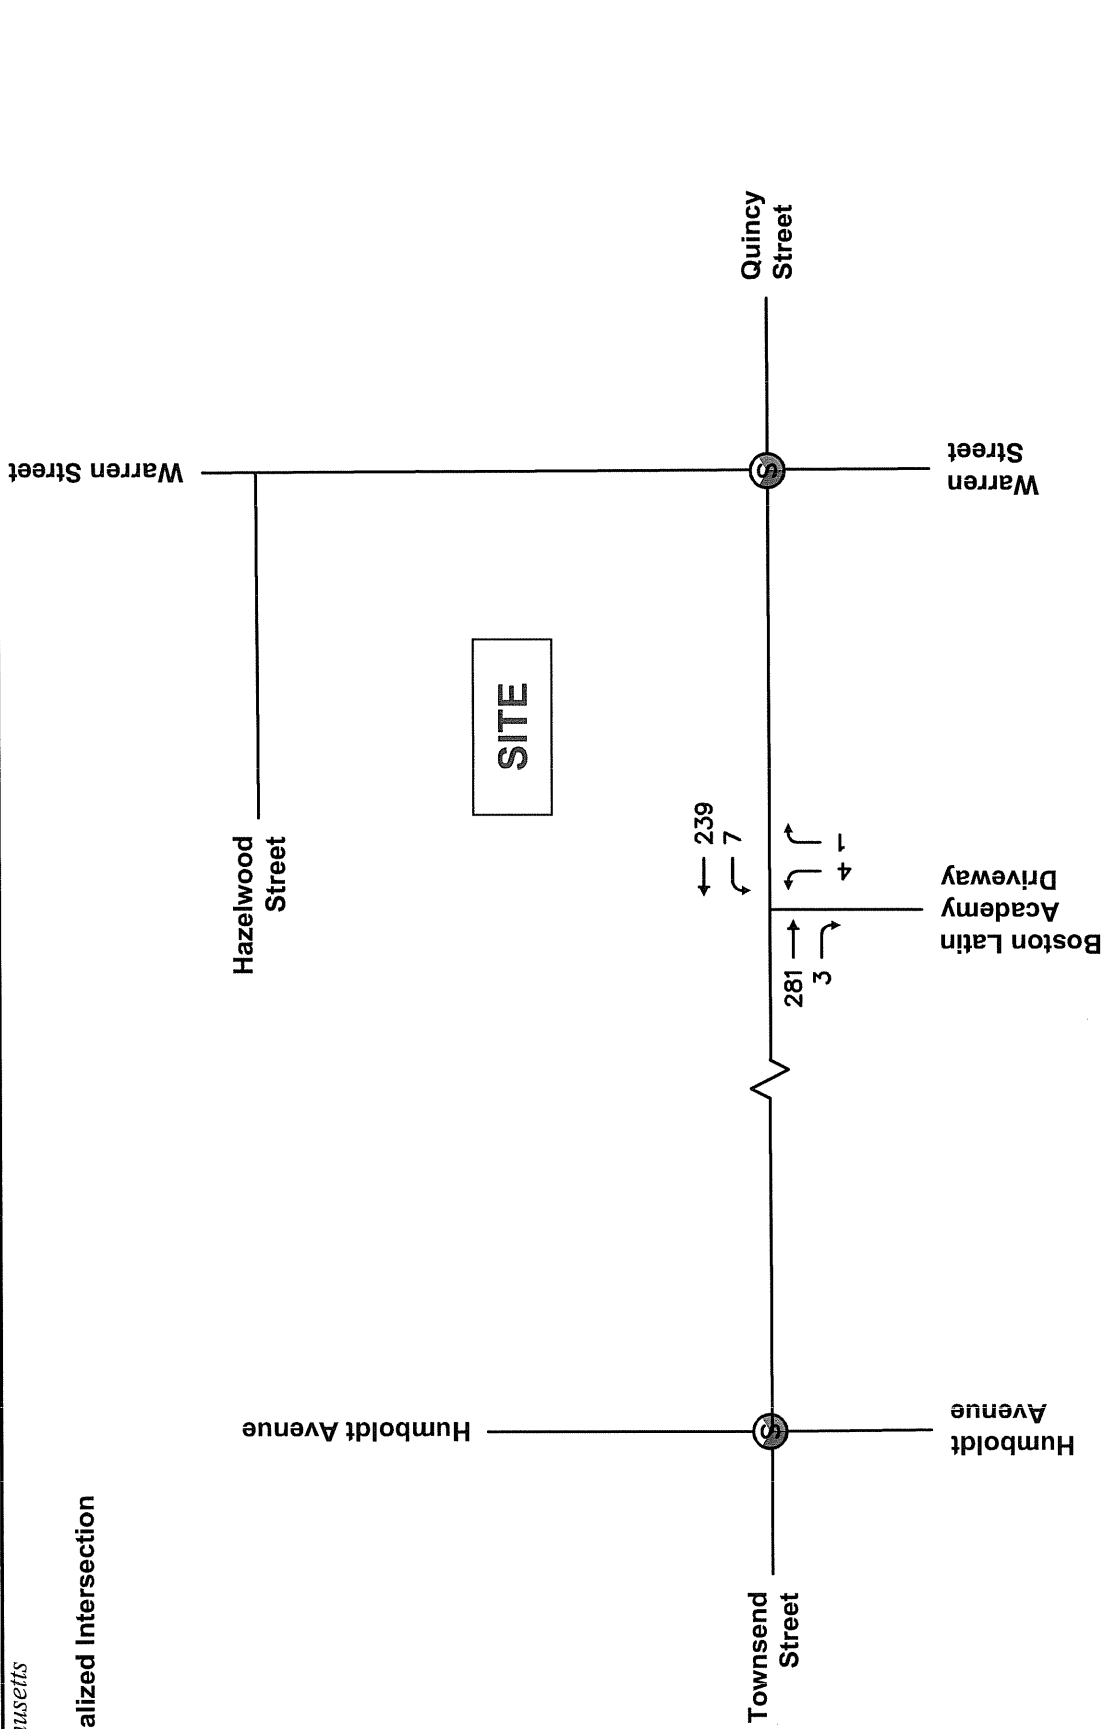 usetts
alized Intersection
Warren Street
Hazelwood
Street
SITE
Humboldt Avenue
239
7
Quincy
Street
S
S
281
3
4
1
Townsend
Street
Humboldt
Avenue
Boston Latin
Academy
Driveway
Warren
Street